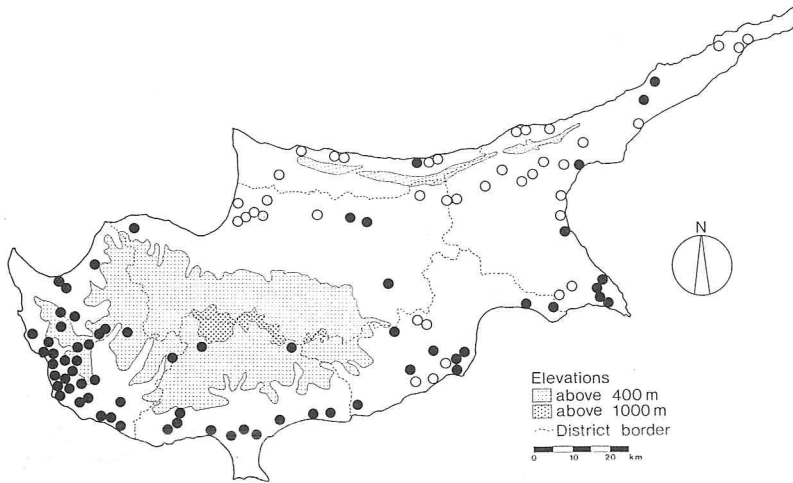 N
Elevations
above 400 m
above 1000 m
District border
0 10 20
km